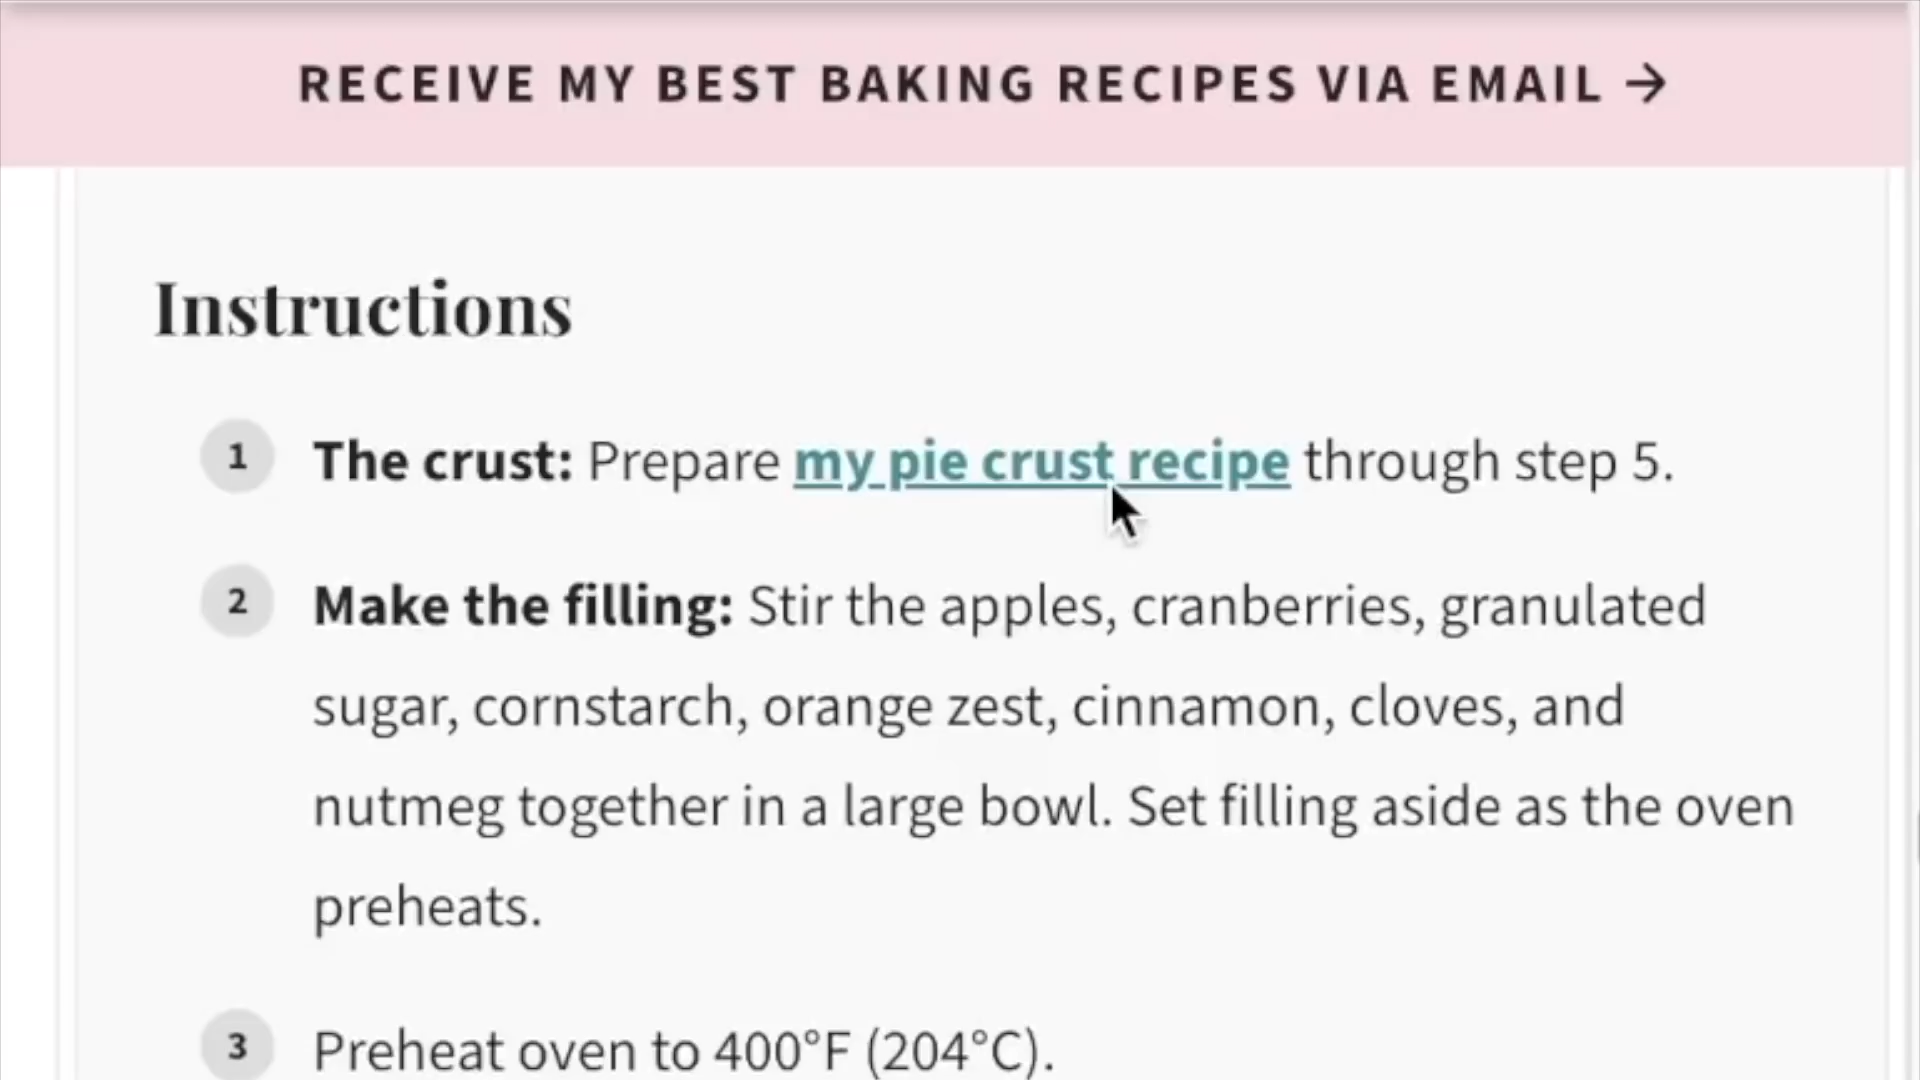 RECEIVE MY BEST BAKING RECIPES VIA EMAIL →
Instructions
1 The crust: Prepare my pie crust recipe through step 5.
2 Make the filling: Stir the apples, cranberries, granulated
sugar, cornstarch, orange zest, cinnamon, cloves, and
nutmeg together in a large bowl. Set filling aside as the oven
preheats.
3 Preheat oven to 400°F (204°C).